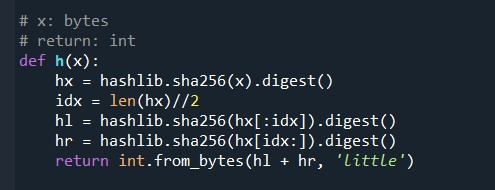 # x: bytes
# return: int
def h(x):
    hx = hashlib.sha256(x).digest()
    idx = len(hx)//2
    hl = hashlib.sha256(hx[:idx]).digest()
    hr = hashlib.sha256(hx[idx:]).digest()
    return int.from_bytes(hl + hr, 'little')